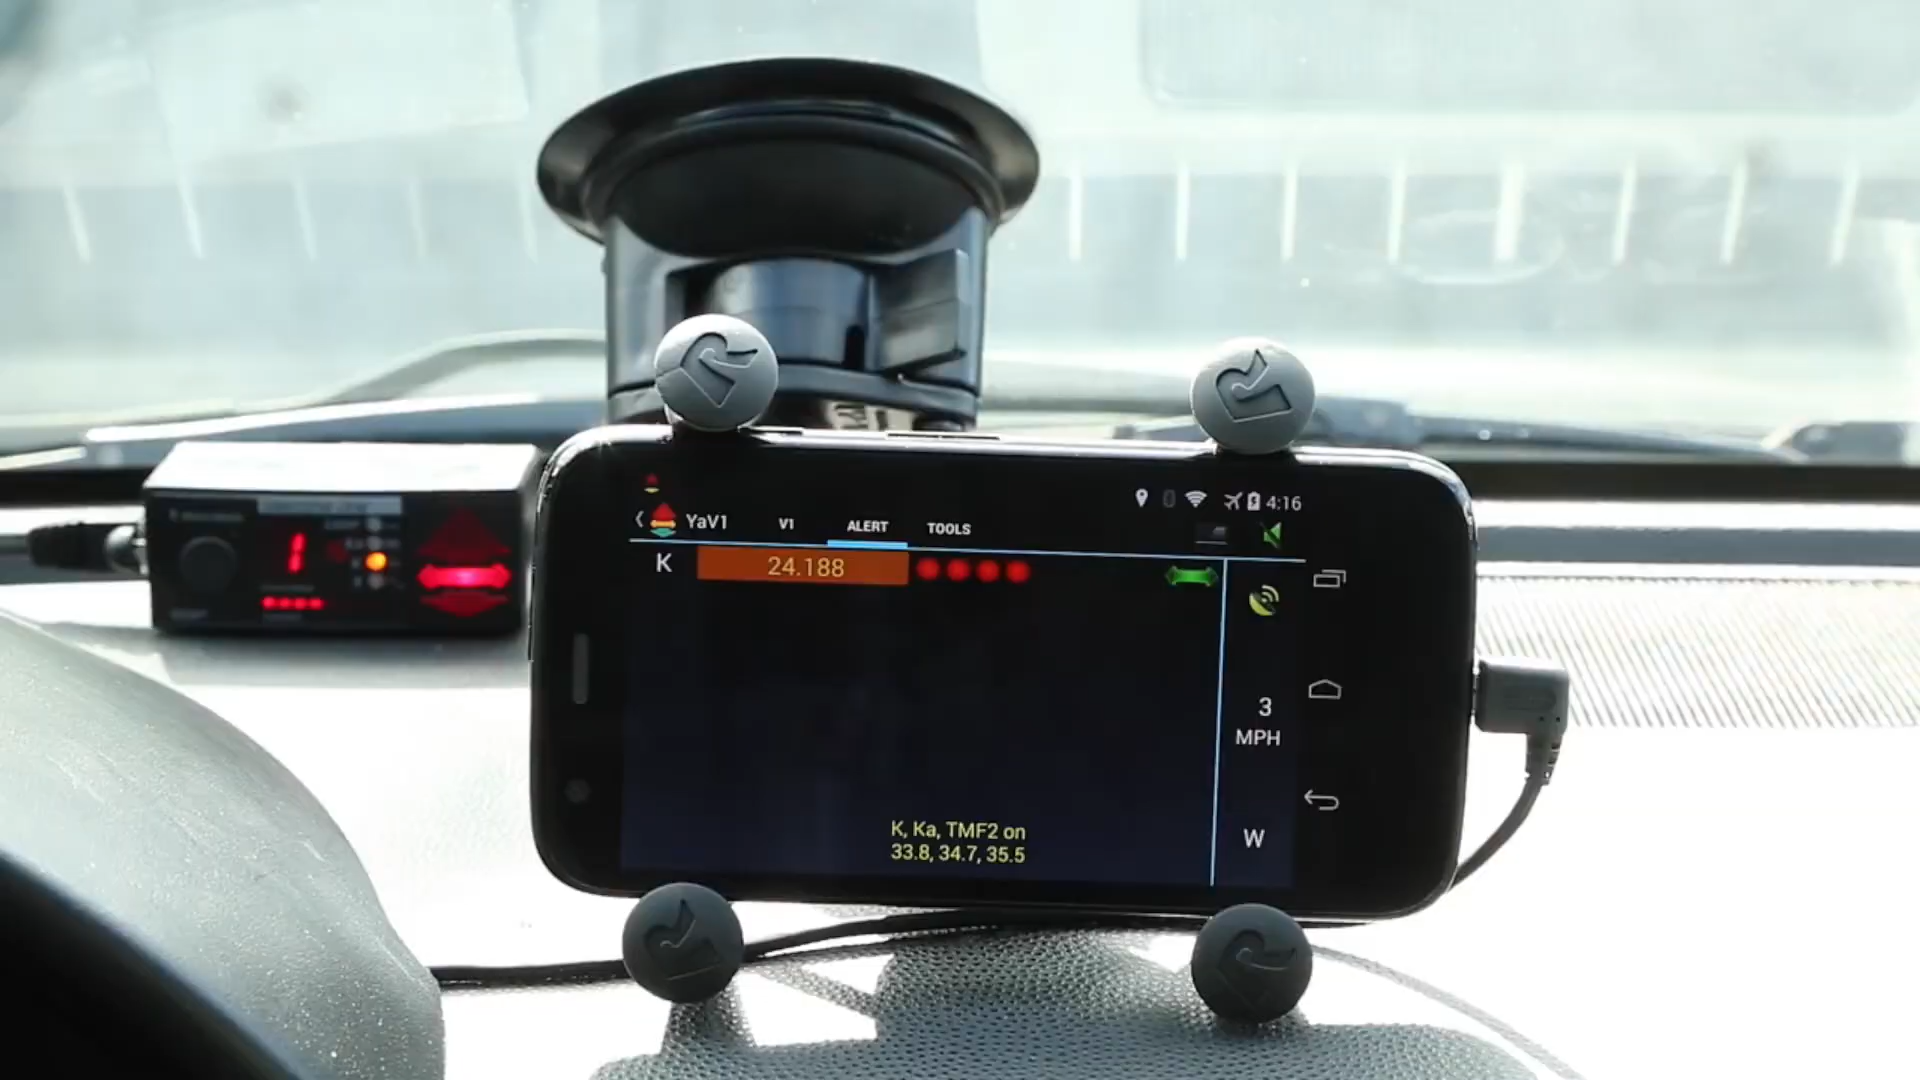 4:16
YaV1
V1
ALERT
TOOLS
K
24.188
3
MPH
K, Ka, TMF2 on
33.8, 34.7, 35.5
W
1